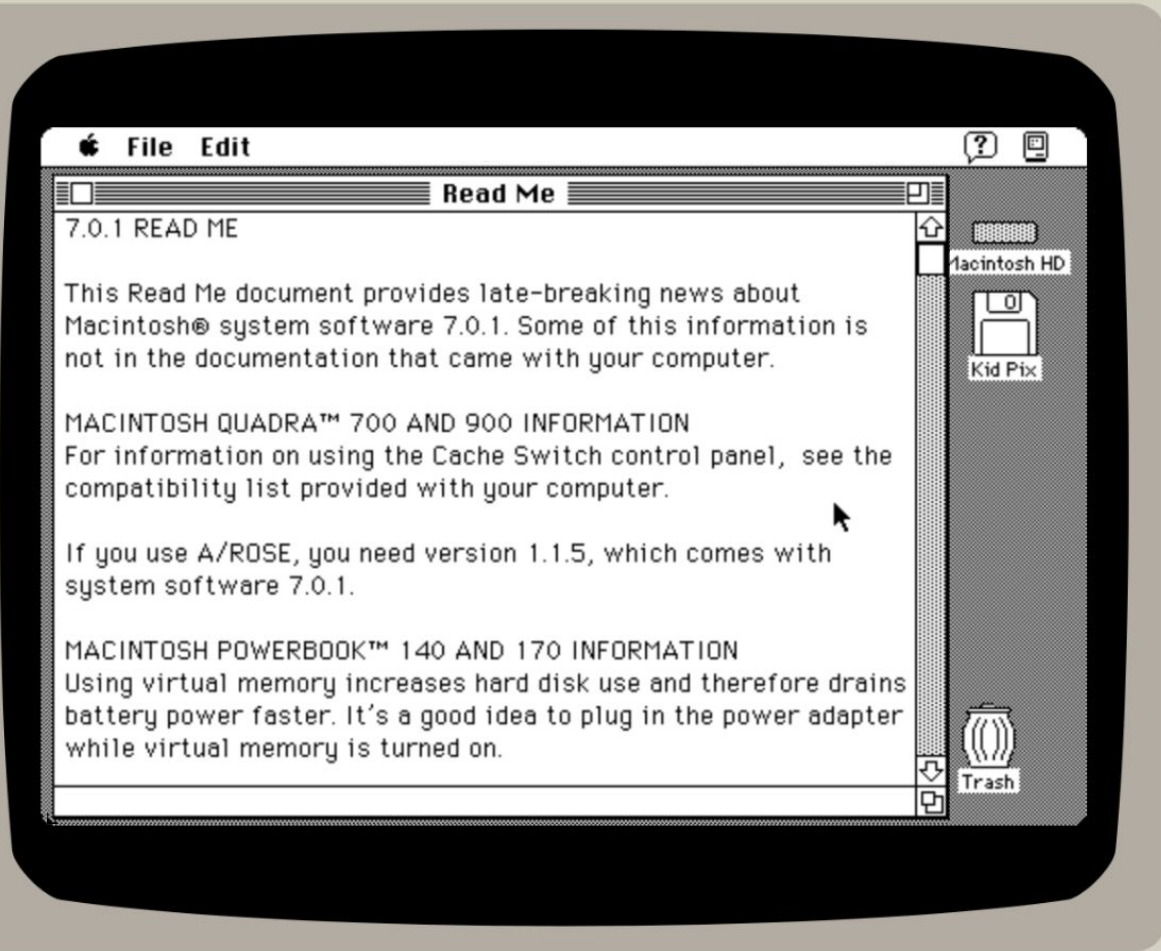 File Edit
Read Me
7.0.1 READ ME
This Read Me document provides late-breaking news about
Macintosh® system software 7.0.1. Some of this information is
not in the documentation that came with your computer.
MACINTOSH QUADRA™ 700 AND 900 INFORMATION
For information on using the Cache Switch control panel,  see the
compatibility list provided with your computer.
If you use A/ROSE, you need version 1.1.5, which comes with
system software 7.0.1.
MACINTOSH POWERBOOK™ 140 AND 170 INFORMATION
Using virtual memory increases hard disk use and therefore drains
battery power faster. It's a good idea to plug in the power adapter
while virtual memory is turned on.
Macintosh HD
Kid Pix
Trash